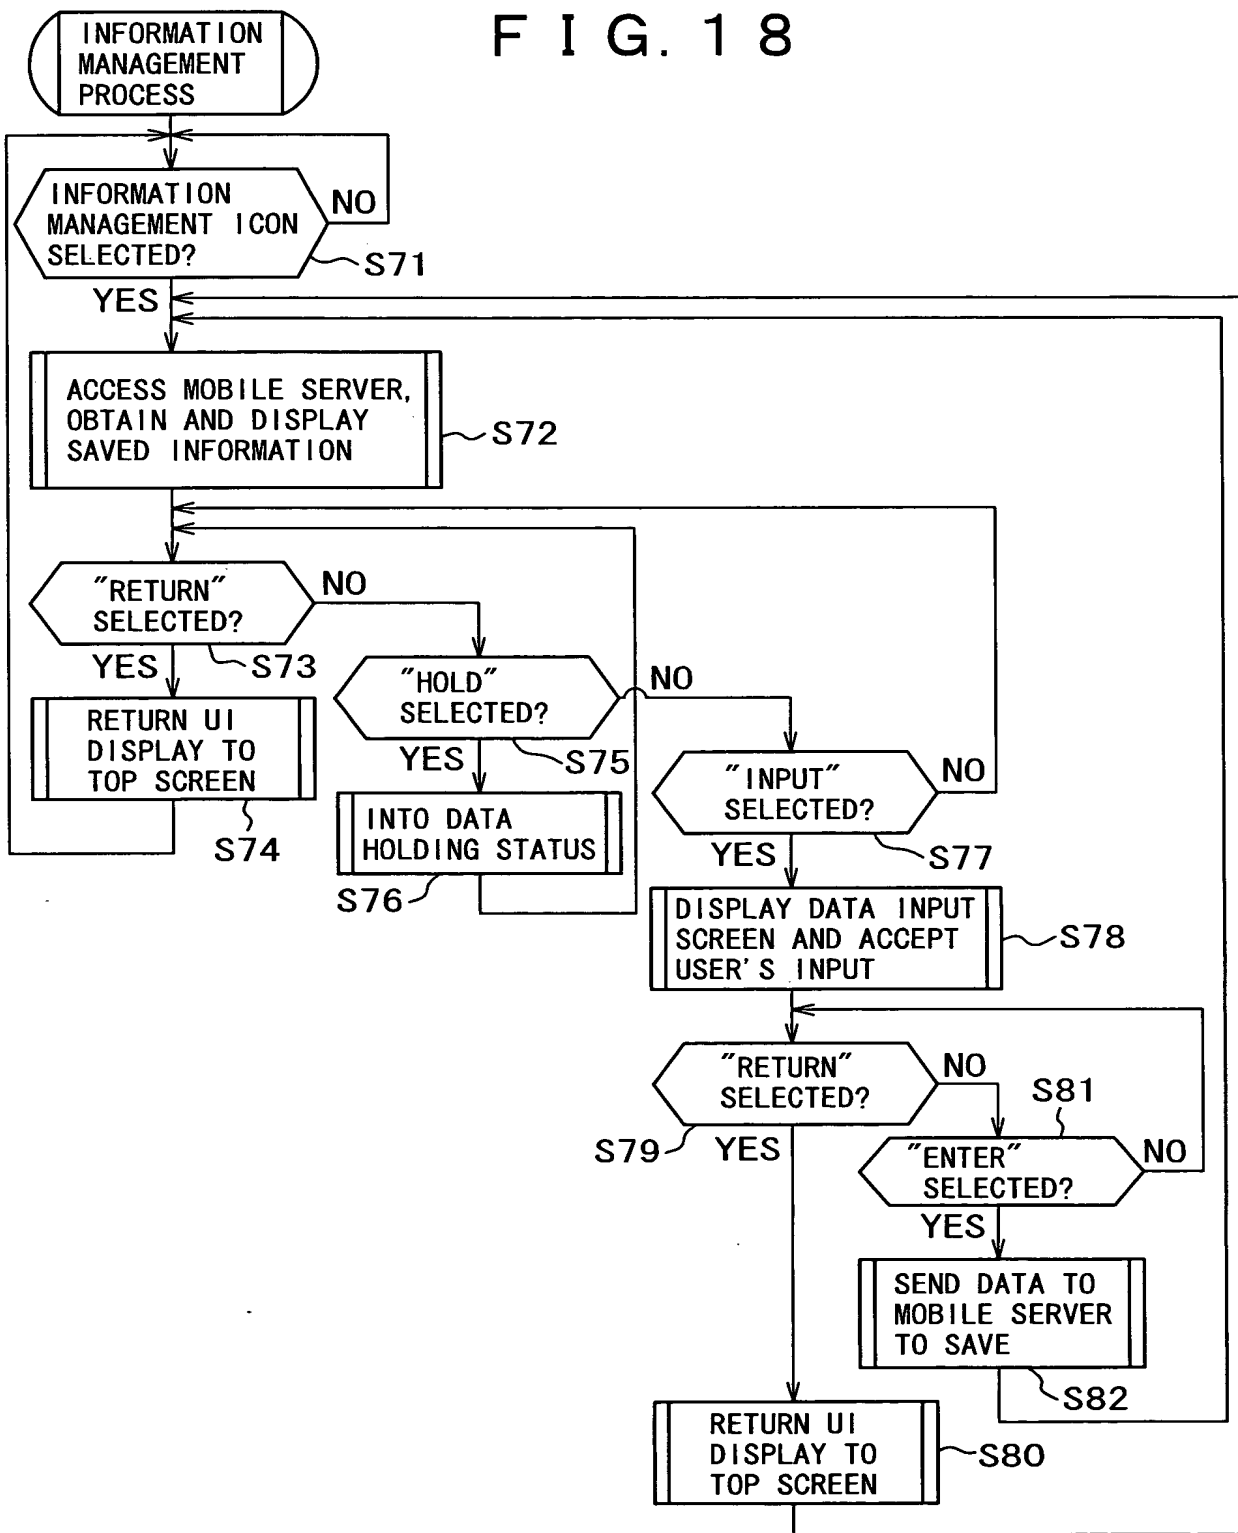 FIG. 18
INFORMATION
MANAGEMENT
PROCESS
INFORMATION
MANAGEMENT ICON
SELECTED?
NO
S71
YES
ACCESS MOBILE SERVER,
OBTAIN AND DISPLAY
SAVED INFORMATION
S72
"RETURN"
SELECTED?
NO
YES
S73
RETURN UI
DISPLAY TO
TOP SCREEN
S74
"HOLD"
SELECTED?
NO
YES
S75
INTO DATA
HOLDING STATUS
S76
"INPUT"
SELECTED?
NO
YES
S77
DISPLAY DATA INPUT
SCREEN AND ACCEPT
USER'S INPUT
S78
"RETURN"
SELECTED?
NO
S79
YES
S81
"ENTER"
SELECTED?
NO
YES
SEND DATA TO
MOBILE SERVER
TO SAVE
S82
RETURN UI
DISPLAY TO
TOP SCREEN
S80